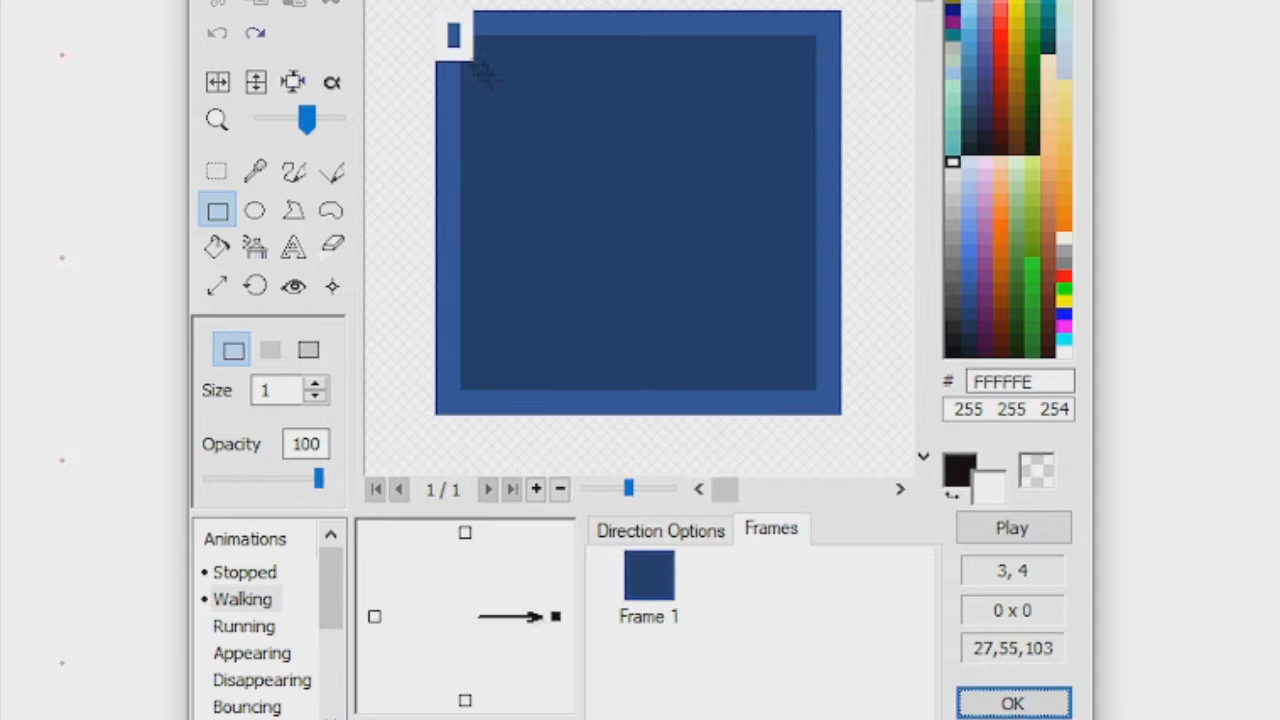 # FFFFFE
255 255 254
Size 1
Opacity 100
1 / 1
Animations
Stopped
Walking
Running
Appearing
Disappearing
Bouncing
Direction Options
Frames
Frame 1
Play
3, 4
0 x 0
27,55,103
OK